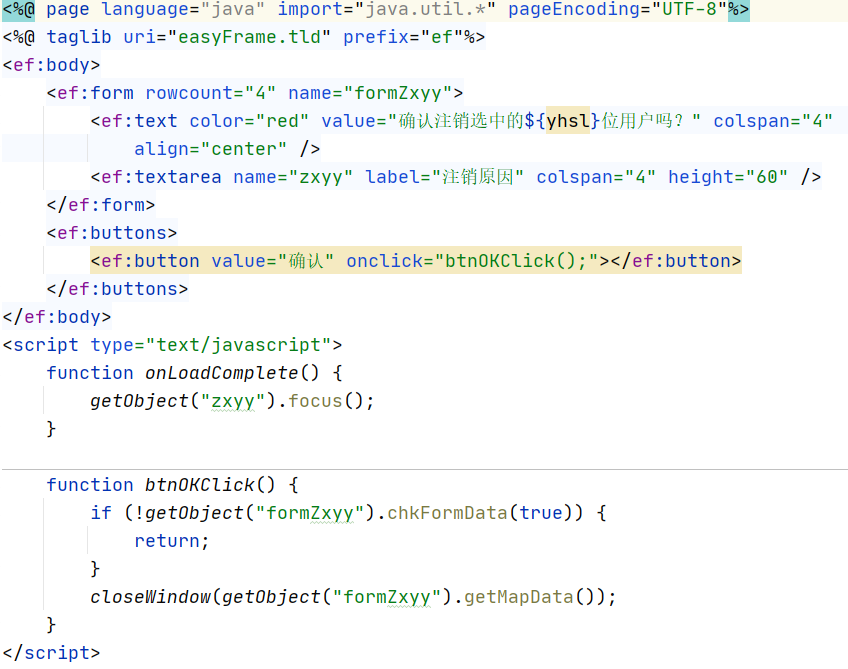 <%@ page language="java" import="java.util.*" pageEncoding="UTF-8"%>
<%@ taglib uri="easyFrame.tld" prefix="ef"%>
<ef:body>
    <ef:form rowcount="4" name="formZxyy">
        <ef:text color="red" value="确认注销选中的${yhsl}位用户吗？" colspan="4"
            align="center" />
        <ef:textarea name="zxyy" label="注销原因" colspan="4" height="60" />
    </ef:form>
    <ef:buttons>
        <ef:button value="确认" onclick="btnOKClick();"></ef:button>
    </ef:buttons>
</ef:body>
<script type="text/javascript">
    function onLoadComplete() {
        getObject("zxyy").focus();
    }
    function btnOKClick() {
        if (!getObject("formZxyy").chkFormData(true)) {
            return;
        }
        closeWindow(getObject("formZxyy").getMapData());
    }
</script>